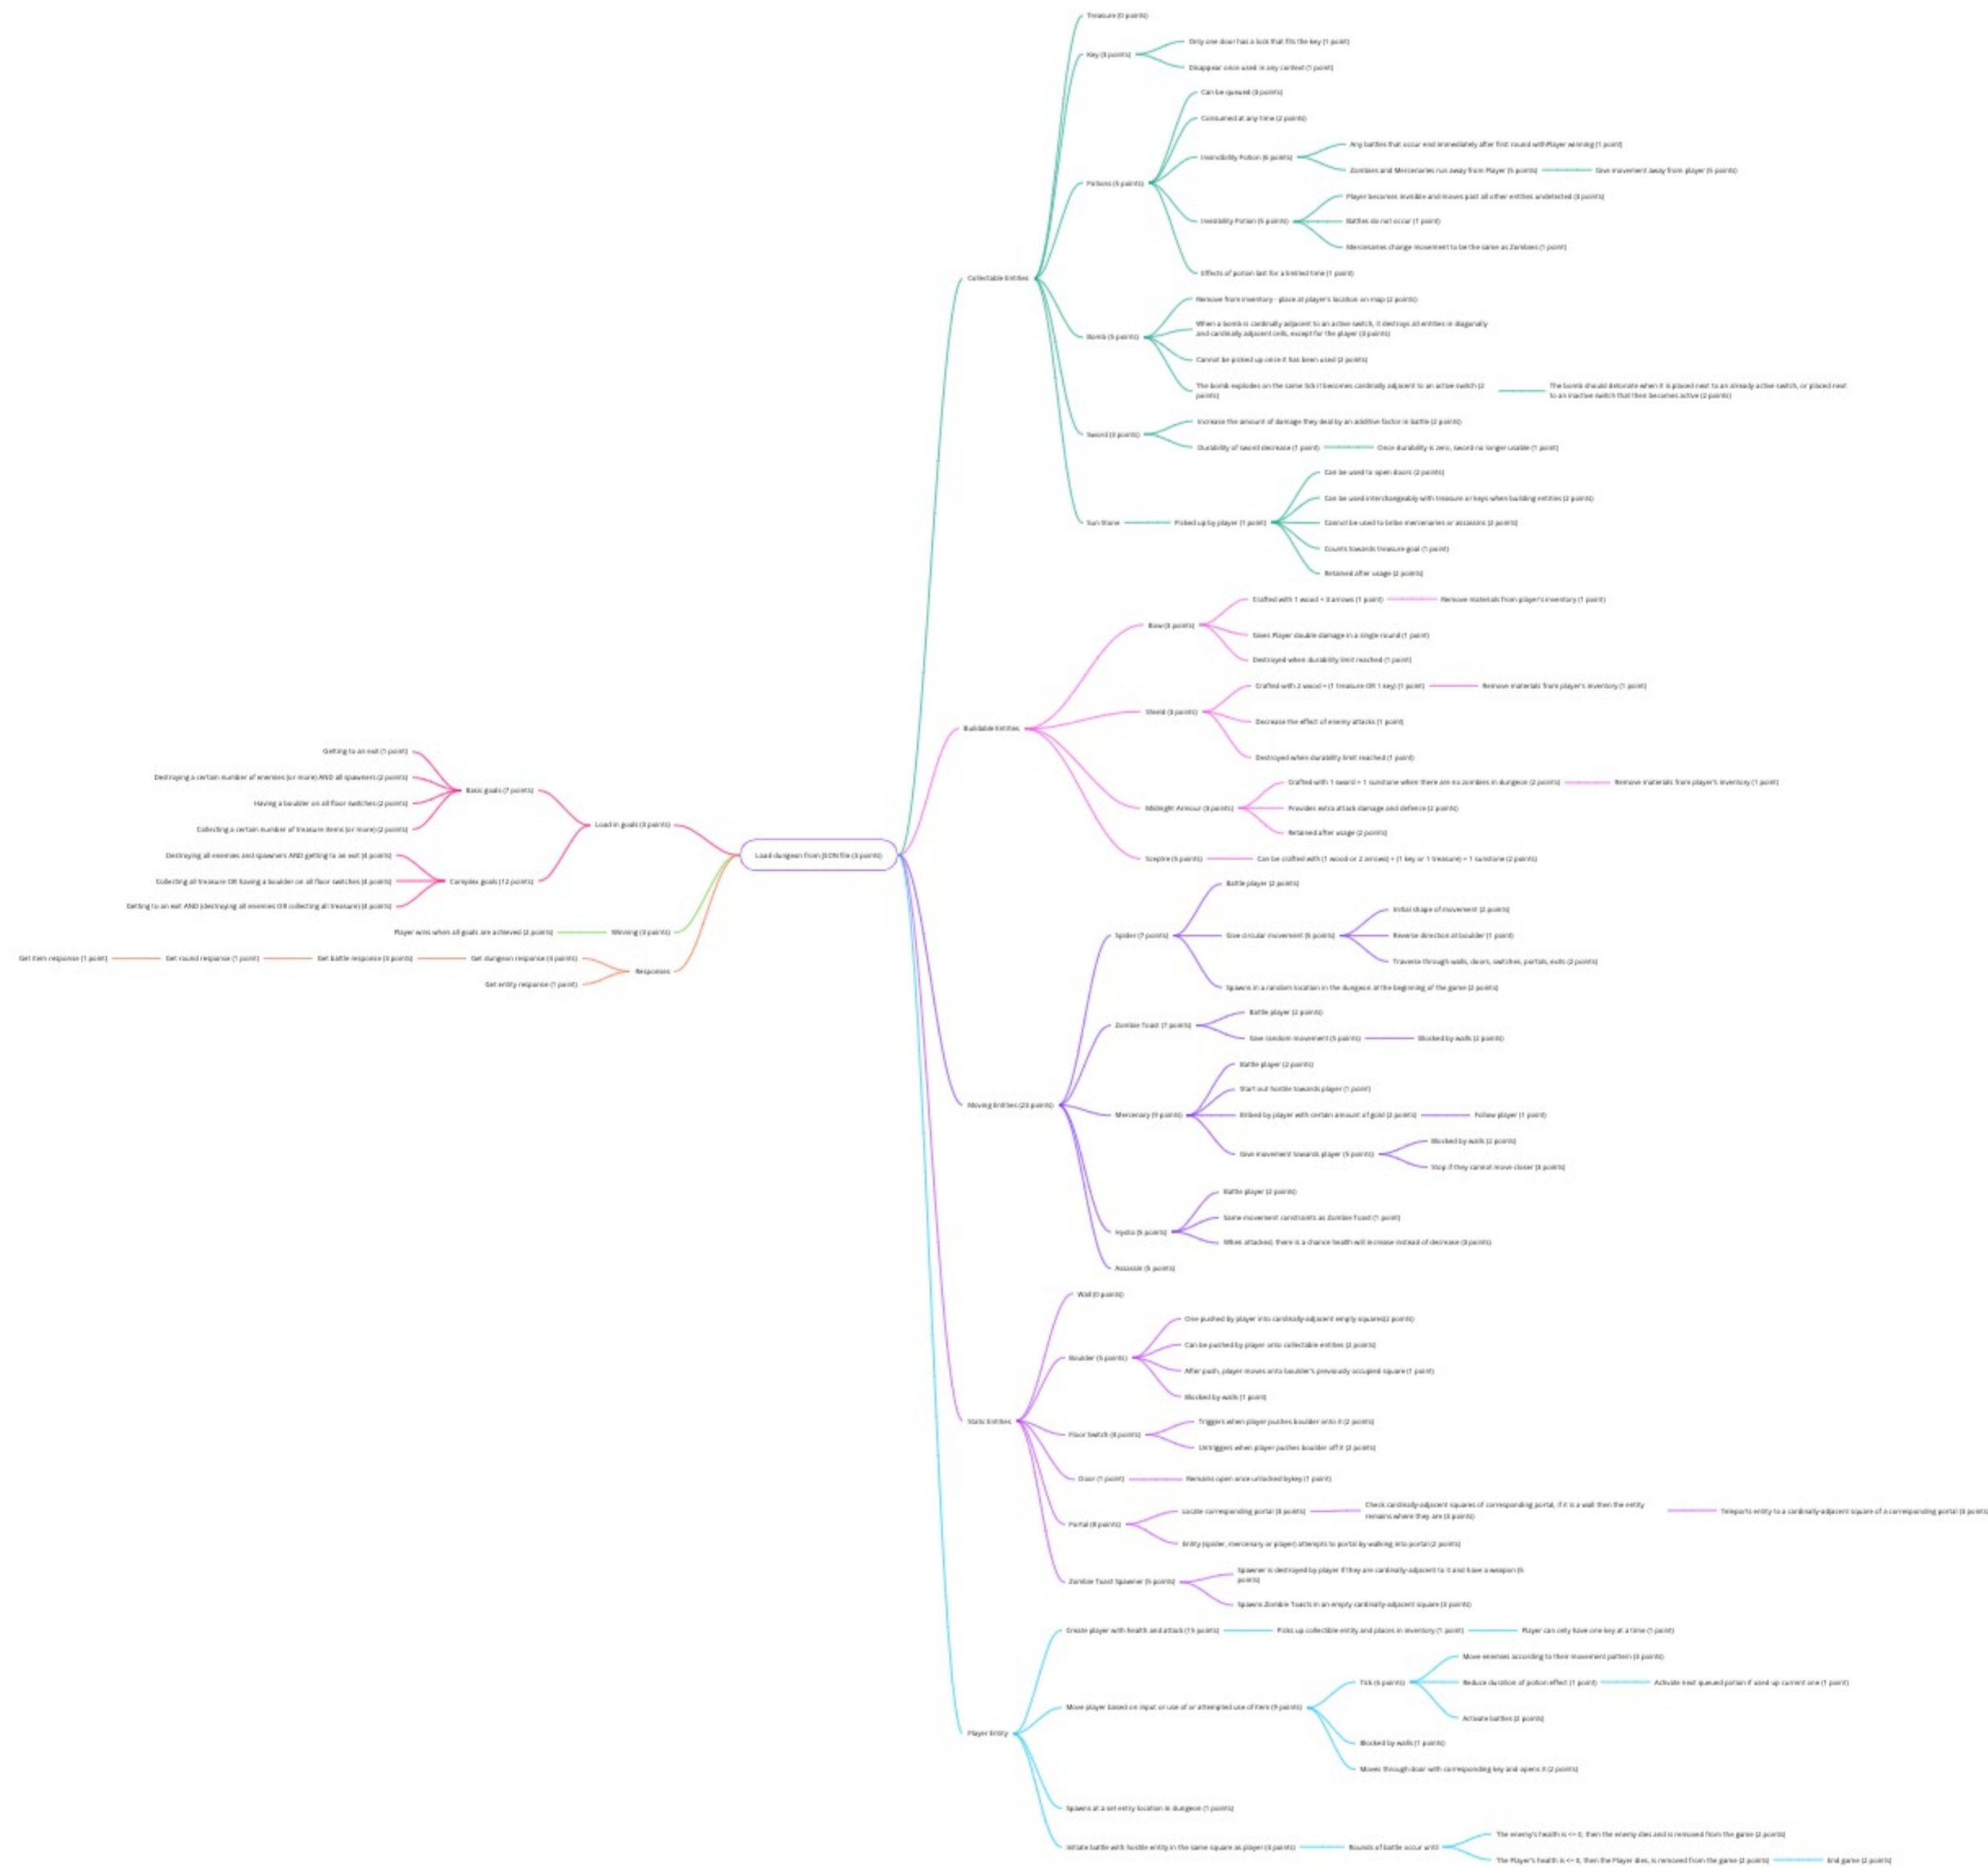 Treasure (0 points)
Key (3 points)
Only one door has a lock that fits the key (1 point)
Disappear once used in any context (1 point)
Can be queued (3 points)
Consumed at any time (2 points)
Potions (5 points)
Invincibility Potion (6 points)
Any battles that occur end immediately after first round with Player winning (1 point)
Zombies and Mercenaries run away from Player (5 points)
Give movement away from player (5 points)
Invisibility Potion (5 points)
Player becomes invisible and moves past all other entities undetected (3 points)
Battles do not occur (1 point)
Mercenaries change movement to be the same as Zombies (1 point)
Effects of potion last for a limited time (1 point)
Collectable Entities
Bomb (5 points)
Remove from inventory - place at player's location on map (2 points)
When a bomb is cardinally adjacent to an active switch, it destroys all entities in diagonally
and cardinally adjacent cells, except for the player (3 points)
Cannot be picked up once it has been used (2 points)
The bomb explodes on the same tick it becomes cardinally adjacent to an active switch (2
points)
The bomb should detonate when it is placed next to an already active switch, or placed next
to an inactive switch that then becomes active (2 points)
Sword (3 points)
Increase the amount of damage they deal by an additive factor in battle (2 points)
Durability of sword decrease (1 point)
Once durability is zero, sword no longer usable (1 point)
Sun Stone
Picked up by player (1 point)
Can be used to open doors (2 points)
Can be used interchangeably with treasure or keys when building entities (2 points)
Cannot be used to bribe mercenaries or assassins (2 points)
Counts towards treasure goal (1 point)
Retained after usage (2 points)
Buildable Entities
Bow (3 points)
Crafted with 1 wood + 3 arrows (1 point)
Remove materials from player's inventory (1 point)
Gives Player double damage in a single round (1 point)
Destroyed when durability limit reached (1 point)
Shield (3 points)
Crafted with 2 wood + (1 treasure OR 1 key) (1 point)
Remove materials from player's inventory (1 point)
Decrease the effect of enemy attacks (1 point)
Destroyed when durability limit reached (1 point)
Midnight Armour (3 points)
Crafted with 1 sword + 1 sunstone when there are no zombies in dungeon (2 points)
Remove materials from player's inventory (1 point)
Provides extra attack damage and defence (2 points)
Retained after usage (2 points)
Sceptre (5 points)
Can be crafted with (1 wood or 2 arrows) + (1 key or 1 treasure) + 1 sunstone (2 points)
Getting to an exit (1 point)
Destroying a certain number of enemies (or more) AND all spawners (2 points)
Basic goals (7 points)
Having a boulder on all floor switches (2 points)
Collecting a certain number of treasure items (or more) (2 points)
Load in goals (3 points)
Destroying all enemies and spawners AND getting to an exit (4 points)
Collecting all treasure OR having a boulder on all floor switches (4 points)
Complex goals (12 points)
Getting to an exit AND (destroying all enemies OR collecting all treasure) (4 points)
Load dungeon from JSON file (3 points)
Player wins when all goals are achieved (2 points)
Winning (3 points)
Get item response (1 point)
Get round response (1 point)
Get battle response (3 points)
Get dungeon response (4 points)
Responses
Get entity response (1 point)
Moving Entities (23 points)
Spider (7 points)
Battle player (2 points)
Give circular movement (5 points)
Initial shape of movement (2 points)
Reverse direction at boulder (1 point)
Traverse through walls, doors, switches, portals, exits (2 points)
Spawns in a random location in the dungeon at the beginning of the game (2 points)
Zombie Toast (7 points)
Battle player (2 points)
Give random movement (5 points)
Blocked by walls (2 points)
Mercenary (9 points)
Battle player (2 points)
Start out hostile towards player (1 point)
Bribed by player with certain amount of gold (2 points)
Follow player (1 point)
Give movement towards player (5 points)
Blocked by walls (2 points)
Stop if they cannot move closer (3 points)
Hydra (5 points)
Battle player (2 points)
Same movement constraints as Zombie Toast (1 point)
When attacked, there is a chance health will increase instead of decrease (3 points)
Assassin (5 points)
Static Entities
Wall (0 points)
Boulder (5 points)
One pushed by player into cardinally-adjacent empty squares(2 points)
Can be pushed by player onto collectable entities (2 points)
After push, player moves onto boulder's previously occupied square (1 point)
Blocked by walls (1 point)
Floor Switch (4 points)
Triggers when player pushes boulder onto it (2 points)
Untriggers when player pushes boulder off it (2 points)
Door (1 point)
Remains open once unlocked bykey (1 point)
Portal (8 points)
Locate corresponding portal (3 points)
Check cardinally-adjacent squares of corresponding portal, if it is a wall then the entity
remains where they are (3 points)
Teleports entity to a cardinally-adjacent square of a corresponding portal (3 points
Entity (spider, mercenary or player) attempts to portal by walking into portal (2 points)
Zombie Toast Spawner (5 points)
Spawner is destroyed by player if they are cardinally-adjacent to it and have a weapon (5
points)
Spawns Zombie Toasts in an empty cardinally-adjacent square (3 points)
Player Entity
Create player with health and attack (15 points)
Picks up collectible entity and places in inventory (1 point)
Player can only have one key at a time (1 point)
Move player based on input or use of or attempted use of item (9 points)
Tick (5 points)
Move enemies according to their movement pattern (3 points)
Reduce duration of potion effect (1 point)
Activate next queued potion if used up current one (1 point)
Activate battles (2 points)
Blocked by walls (1 points)
Moves through door with corresponding key and opens it (2 points)
Spawns at a set entry location in dungeon (1 points)
Initiate battle with hostile entity in the same square as player (3 points)
Rounds of battle occur until
The enemy's health is <= 0, then the enemy dies and is removed from the game (2 points)
The Player's health is <= 0, then the Player dies, is removed from the game (2 points)
End game (2 points)